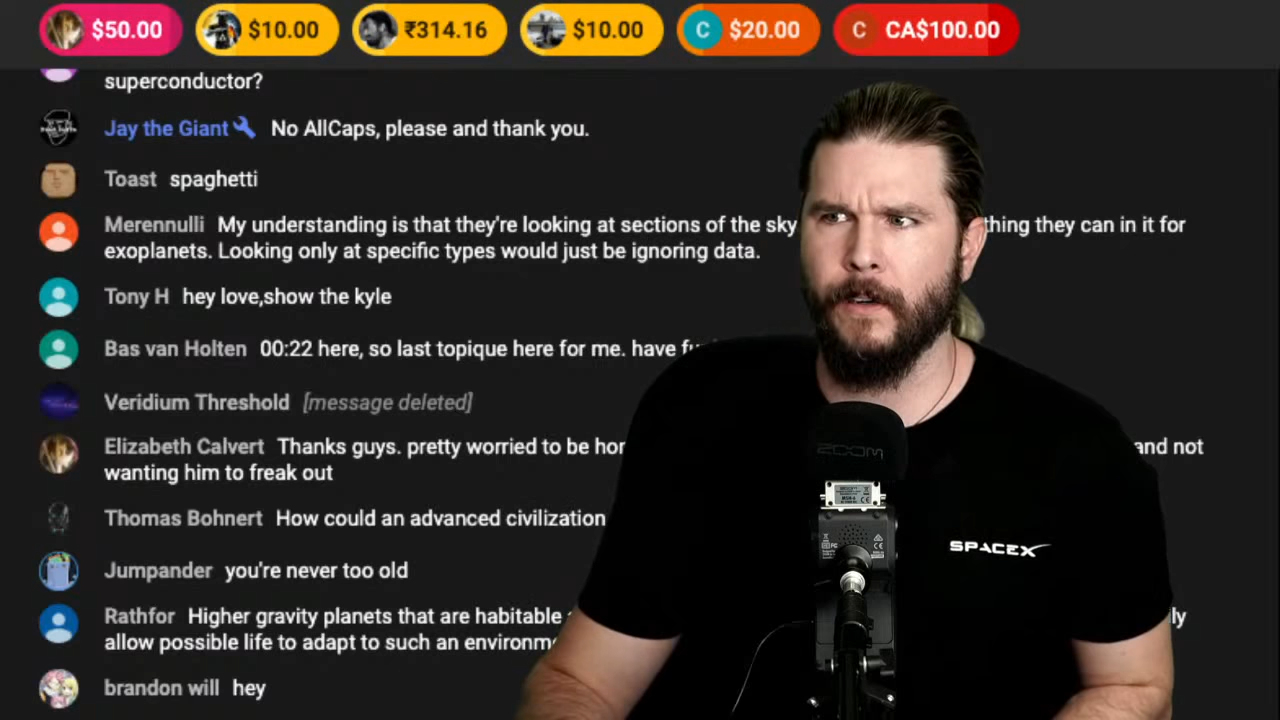 $50.00 $10.00 ₹314.16 $10.00 C $20.00 C CA$100.00
superconductor?
Jay the Giant No AllCaps, please and thank you.
Toast spaghetti
Merennulli My understanding is that they're looking at sections of the sky thing they can in it for
exoplanets. Looking only at specific types would just be ignoring data.
Tony H hey love,show the kyle
Bas van Holten 00:22 here, so last topique here for me. have
Veridium Threshold [message deleted]
Elizabeth Calvert Thanks guys. pretty worried to be and not
wanting him to freak out
Thomas Bohnert How could an advanced civilization
Jumpander you're never too old
Rathfor Higher gravity planets that are habitable
allow possible life to adapt to such an
brandon will hey
ZOOM
SPACEX